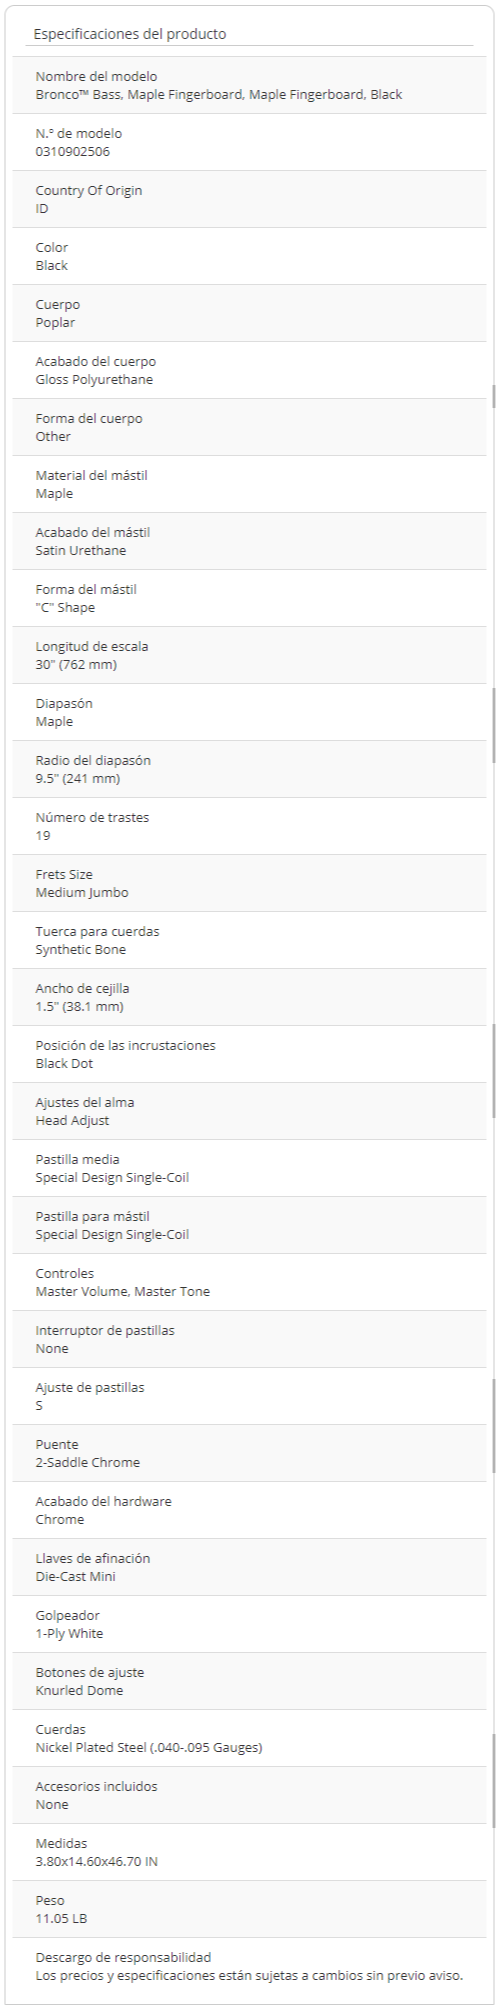 Especificaciones del producto
Nombre del modelo
Bronco™ Bass, Maple Fingerboard, Maple Fingerboard, Black
N.º de modelo
0310902506
Country Of Origin
ID
Color
Black
Cuerpo
Poplar
Acabado del cuerpo
Gloss Polyurethane
Forma del cuerpo
Other
Material del mástil
Maple
Acabado del mástil
Satin Urethane
Forma del mástil
"C" Shape
Longitud de escala
30" (762 mm)
Diapasón
Maple
Radio del diapasón
9.5" (241 mm)
Número de trastes
19
Frets Size
Medium Jumbo
Tuerca para cuerdas
Synthetic Bone
Ancho de cejilla
1.5" (38.1 mm)
Posición de las incrustaciones
Black Dot
Ajustes del alma
Head Adjust
Pastilla media
Special Design Single-Coil
Pastilla para mástil
Special Design Single-Coil
Controles
Master Volume, Master Tone
Interruptor de pastillas
None
Ajuste de pastillas
S
Puente
2-Saddle Chrome
Acabado del hardware
Chrome
Llaves de afinación
Die-Cast Mini
Golpeador
1-Ply White
Botones de ajuste
Knurled Dome
Cuerdas
Nickel Plated Steel (.040-.095 Gauges)
Accesorios incluidos
None
Medidas
3.80x14.60x46.70 IN
Peso
11.05 LB
Descargo de responsabilidad
Los precios y especificaciones están sujetas a cambios sin previo aviso.